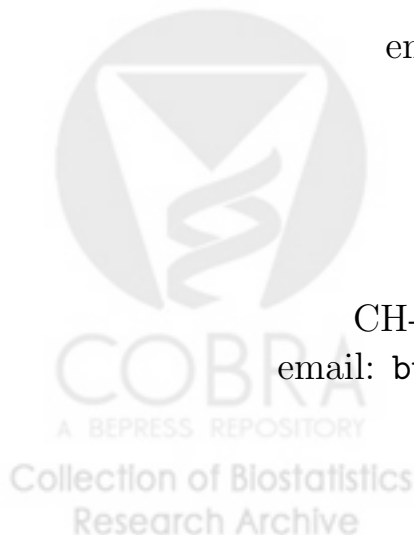 en
CH-
COBRA
email: b
A BEPRESS REPOSITORY
Collection of Biostatistics
Research Archive